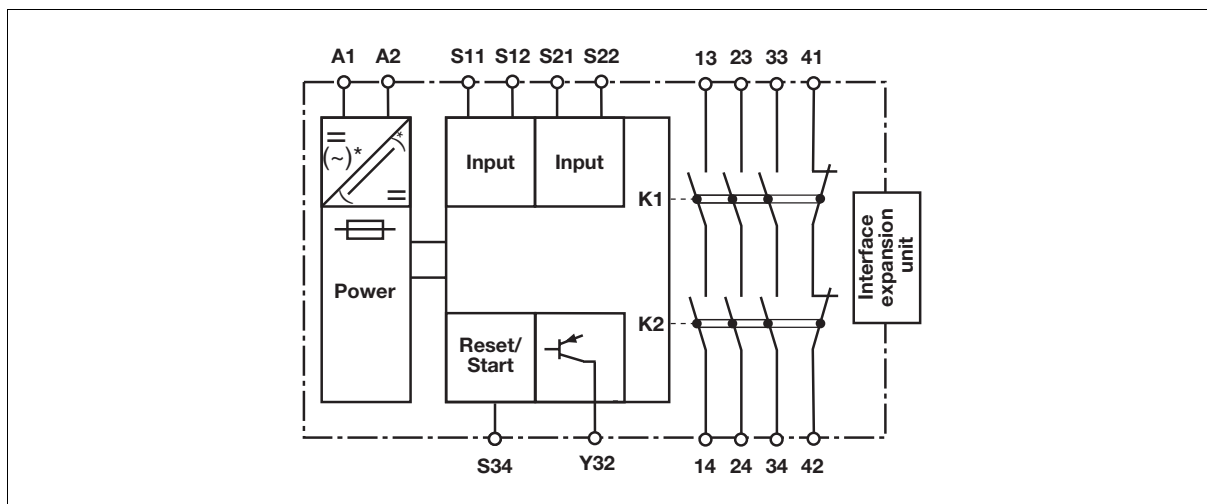 A1 A2 S11 S12 S21 S22 13 23 33 41
=
(~)*
*
=
Input Input
K1
Interface
expansion
unit
Power
K2
Reset/
Start
S34 Y32 14 24 34 42